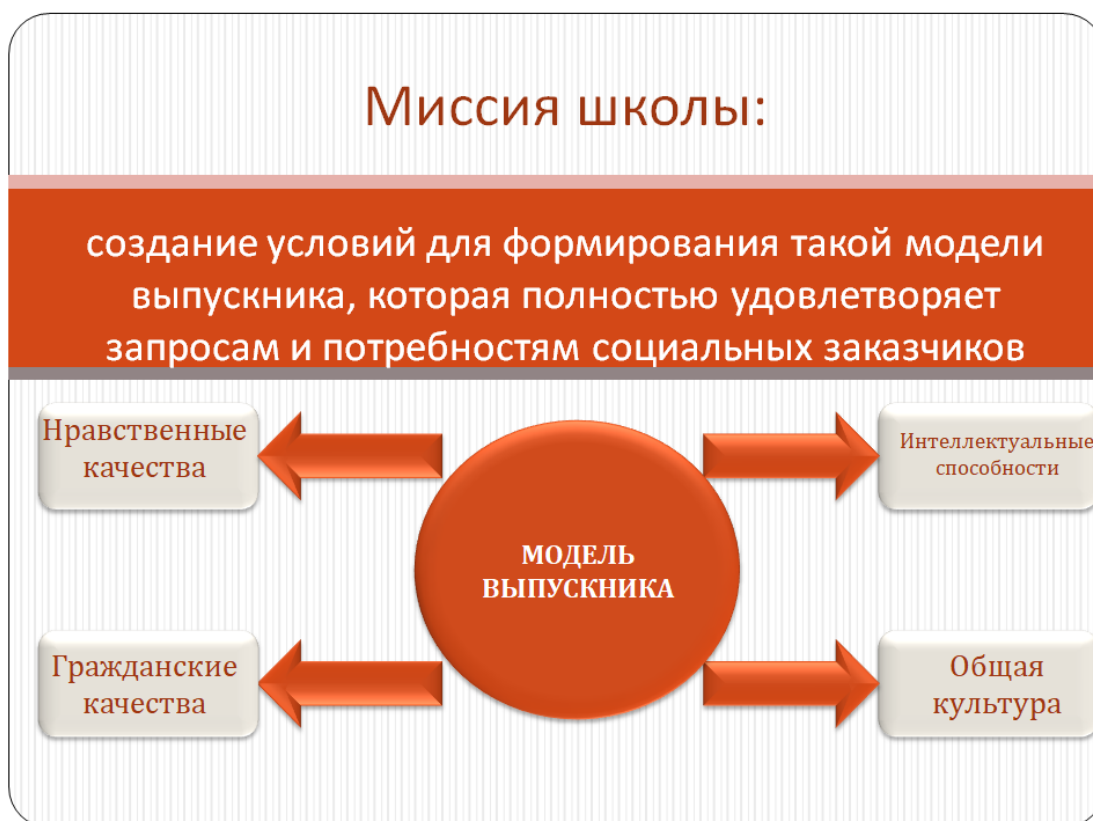 Миссия школы:
создание условий для формирования такой модели
выпускника, которая полностью удовлетворяет
запросам и потребностям социальных заказчиков
Нравственные
качества
Интеллектуальные
способности
МОДЕЛЬ
ВЫПУСКНИКА
Гражданские
качества
Общая
культура